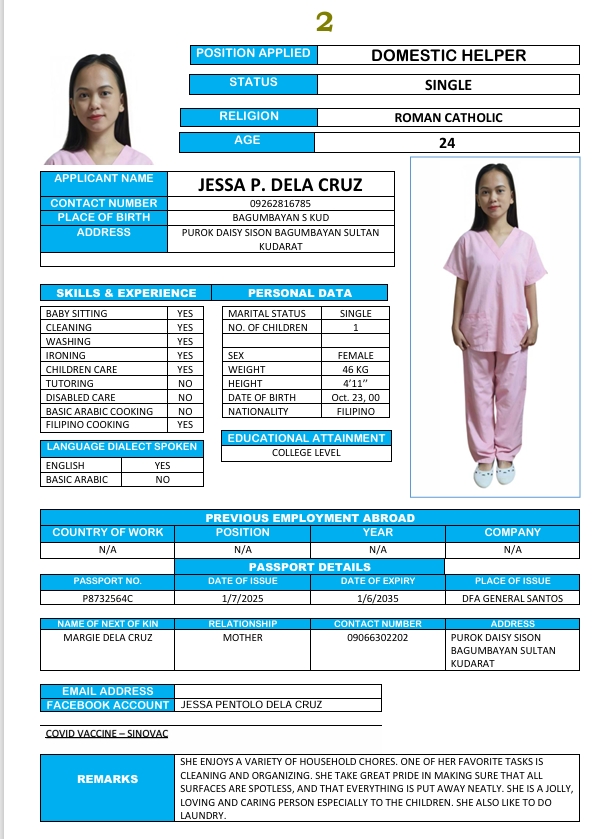 2
POSITION APPLIED DOMESTIC HELPER
STATUS SINGLE
RELIGION ROMAN CATHOLIC
AGE 24
APPLICANT NAME JESSA P. DELA CRUZ
CONTACT NUMBER 09262816785
PLACE OF BIRTH BAGUMBAYAN S KUD
ADDRESS PUROK DAISY SISON BAGUMBAYAN SULTAN
KUDARAT
SKILLS & EXPERIENCE
BABY SITTING YES
CLEANING YES
WASHING YES
IRONING YES
CHILDREN CARE YES
TUTORING NO
DISABLED CARE NO
BASIC ARABIC COOKING NO
FILIPINO COOKING YES
LANGUAGE DIALECT SPOKEN
ENGLISH YES
BASIC ARABIC NO
PERSONAL DATA
MARITAL STATUS SINGLE
NO. OF CHILDREN 1
SEX FEMALE
WEIGHT 46 KG
HEIGHT 4’11’’
DATE OF BIRTH Oct. 23, 00
NATIONALITY FILIPINO
EDUCATIONAL ATTAINMENT
COLLEGE LEVEL
PREVIOUS EMPLOYMENT ABROAD
COUNTRY OF WORK POSITION YEAR COMPANY
N/A N/A N/A N/A
PASSPORT DETAILS
PASSPORT NO. DATE OF ISSUE DATE OF EXPIRY PLACE OF ISSUE
P8732564C 1/7/2025 1/6/2035 DFA GENERAL SANTOS
NAME OF NEXT OF KIN RELATIONSHIP CONTACT NUMBER ADDRESS
MARGIE DELA CRUZ MOTHER 09066302202 PUROK DAISY SISON
BAGUMBAYAN SULTAN
KUDARAT
EMAIL ADDRESS
FACEBOOK ACCOUNT JESSA PENTOLO DELA CRUZ
COVID VACCINE – SINOVAC
REMARKS
SHE ENJOYS A VARIETY OF HOUSEHOLD CHORES. ONE OF HER FAVORITE TASKS IS
CLEANING AND ORGANIZING. SHE TAKE GREAT PRIDE IN MAKING SURE THAT ALL
SURFACES ARE SPOTLESS, AND THAT EVERYTHING IS PUT AWAY NEATLY. SHE IS A JOLLY,
LOVING AND CARING PERSON ESPECIALLY TO THE CHILDREN. SHE ALSO LIKE TO DO
LAUNDRY.